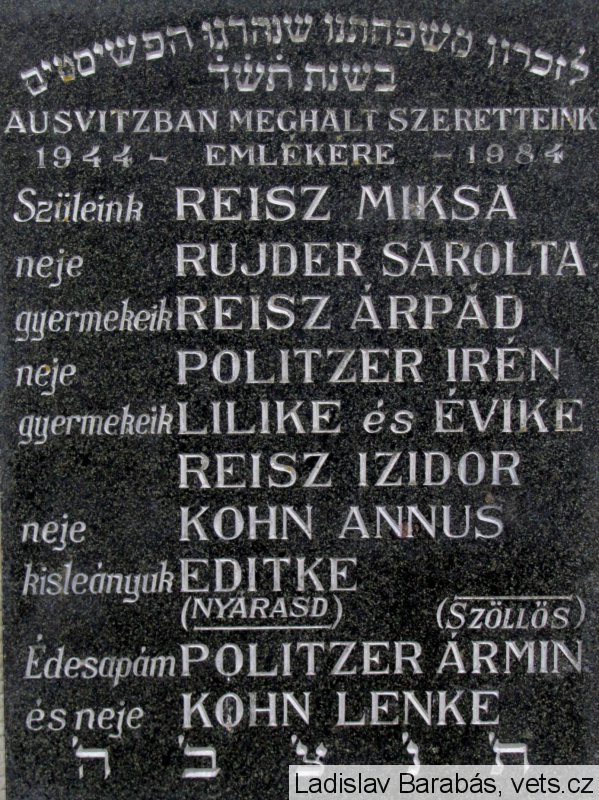 לזכרון משפחתנו שנהרגו הפשיסטים
בשנת תש״ד
AUSVITZBAN MEGHALT SZERETTEINK
1944 – EMLÉKÉRE – 1984
Szüleink REISZ MIKSA
neje RUJDER SAROLTA
gyermekeik REISZ ÁRPÁD
neje POLITZER IRÉN
gyermekeik LILIKE és ÉVIKE
REISZ IZIDOR
neje KOHN ANNUS
kisleányuk EDITKE
(NYÁRASD) (SZÖLLÖS)
Édesapám POLITZER ÁRMIN
és neje KOHN LENKE
ת' נ' צ' ב' ה'
Ladislav Barabás, vets.cz